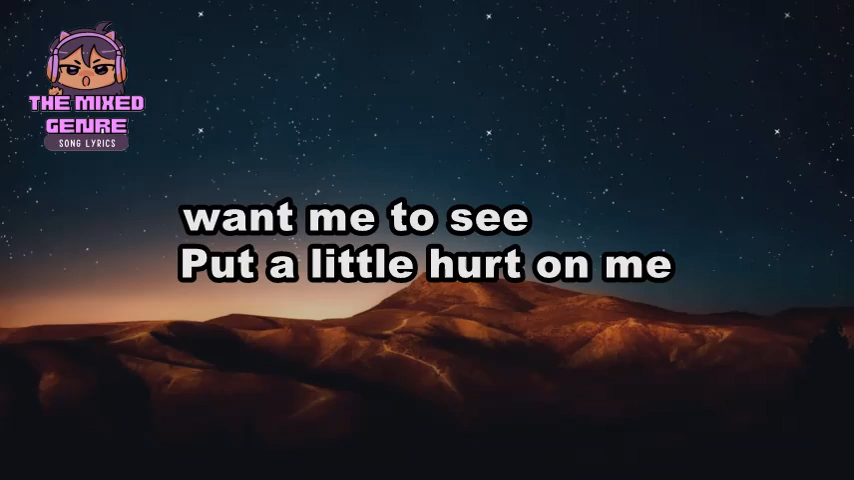 THE MIXED
GENRE
SONG LYRICS
want me to see
Put a little hurt on me